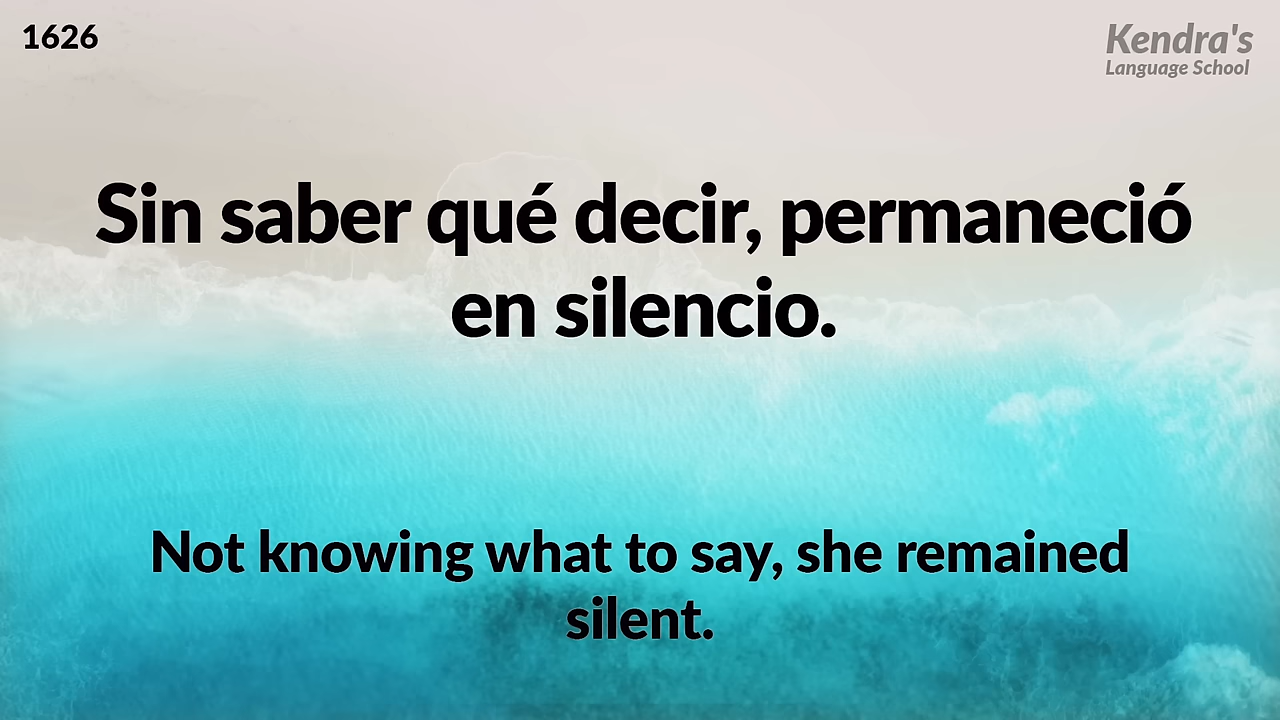 1626
Kendra's
Language School
Sin saber qué decir, permaneció
en silencio.
Not knowing what to say, she remained
silent.